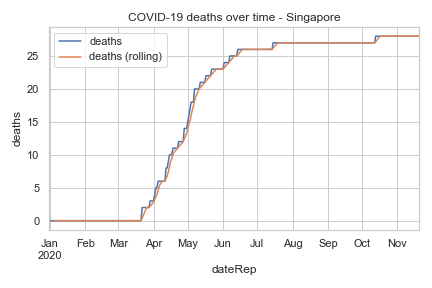 COVID-19 deaths over time - Singapore
deaths
deaths (rolling)
25
20
15
10
5
0
deaths
Jan Feb Mar Apr May Jun Jul Aug Sep Oct Nov
2020
dateRep